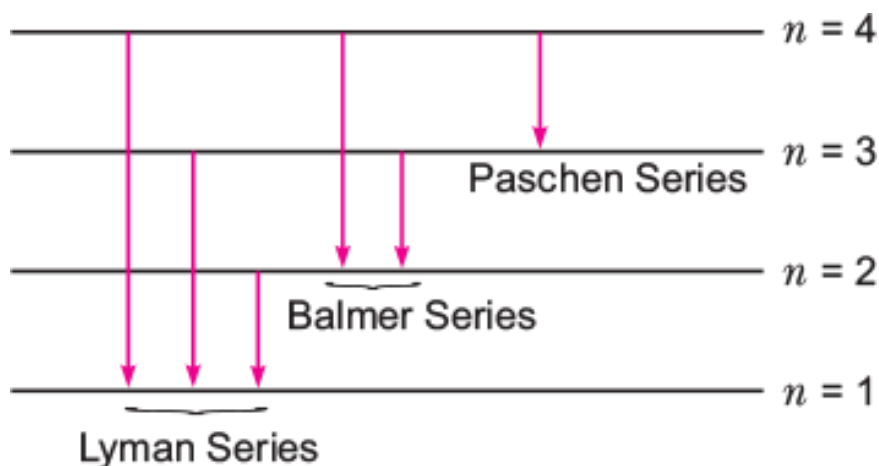 n = 4
n = 3
Paschen Series
n = 2
Balmer Series
n = 1
Lyman Series